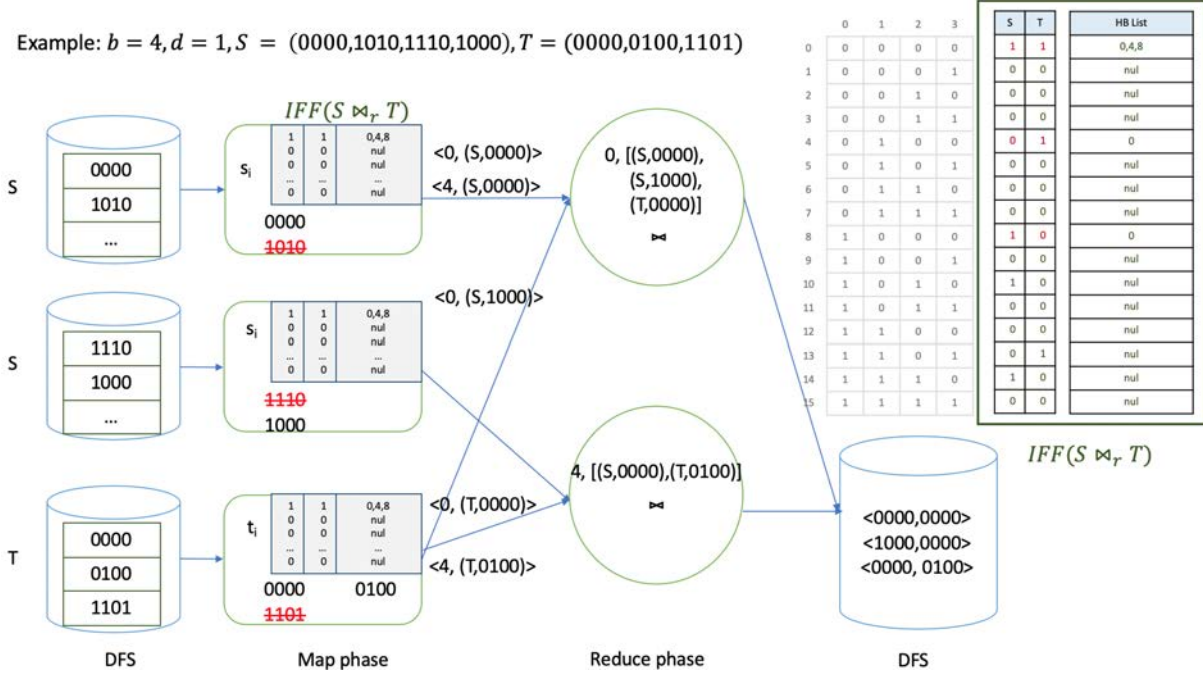 Example: b = 4, d = 1, S = (0000,1010,1110,1000), T = (0000,0100,1101)
IFF(S ⋈r T)
S
0000
1010
...
si
1 1 0,4,8
0 0 nul
0 0 nul
... ... ...
0 0 nul
0000
1010
<0, (S,0000)>
<4, (S,0000)>
S
1110
1000
...
si
1 1 0,4,8
0 0 nul
0 0 nul
... ... ...
0 0 nul
1110
1000
<0, (S,1000)>
T
0000
0100
1101
ti
1 1 0,4,8
0 0 nul
0 0 nul
... ... ...
0 0 nul
0000 0100
1101
<0, (T,0000)>
<4, (T,0100)>
0, [(S,0000),
(S,1000),
(T,0000)]
⋈
4, [(S,0000),(T,0100)]
⋈
0 1 2 3 S T HB List
0 0 0 0 0 1 1 0,4,8
1 0 0 0 1 0 0 nul
2 0 0 1 0 0 0 nul
3 0 0 1 1 0 0 nul
4 0 1 0 0 0 1 0
5 0 1 0 1 0 0 nul
6 0 1 1 0 0 0 nul
7 0 1 1 1 0 0 nul
8 1 0 0 0 1 0 0
9 1 0 0 1 0 0 nul
10 1 0 1 0 1 0 nul
11 1 0 1 1 0 0 nul
12 1 1 0 0 0 0 nul
13 1 1 0 1 0 1 nul
14 1 1 1 0 1 0 nul
15 1 1 1 1 0 0 nul
IFF(S ⋈r T)
<0000,0000>
<1000,0000>
<0000, 0100>
DFS Map phase Reduce phase DFS